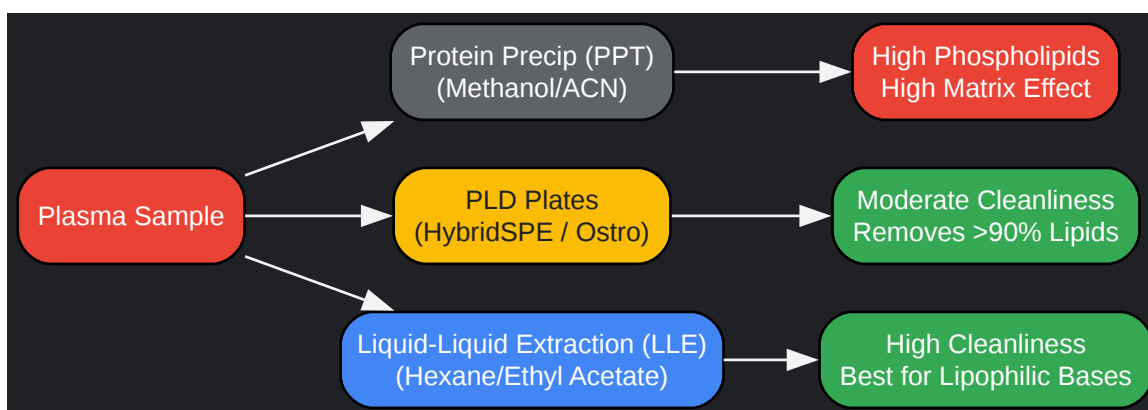 Protein Precip (PPT)
(Methanol/ACN)
High Phospholipids
High Matrix Effect
Plasma Sample
PLD Plates
(HybridSPE / Ostro)
Moderate Cleanliness
Removes >90% Lipids
Liquid-Liquid Extraction (LLE)
(Hexane/Ethyl Acetate)
High Cleanliness
Best for Lipophilic Bases